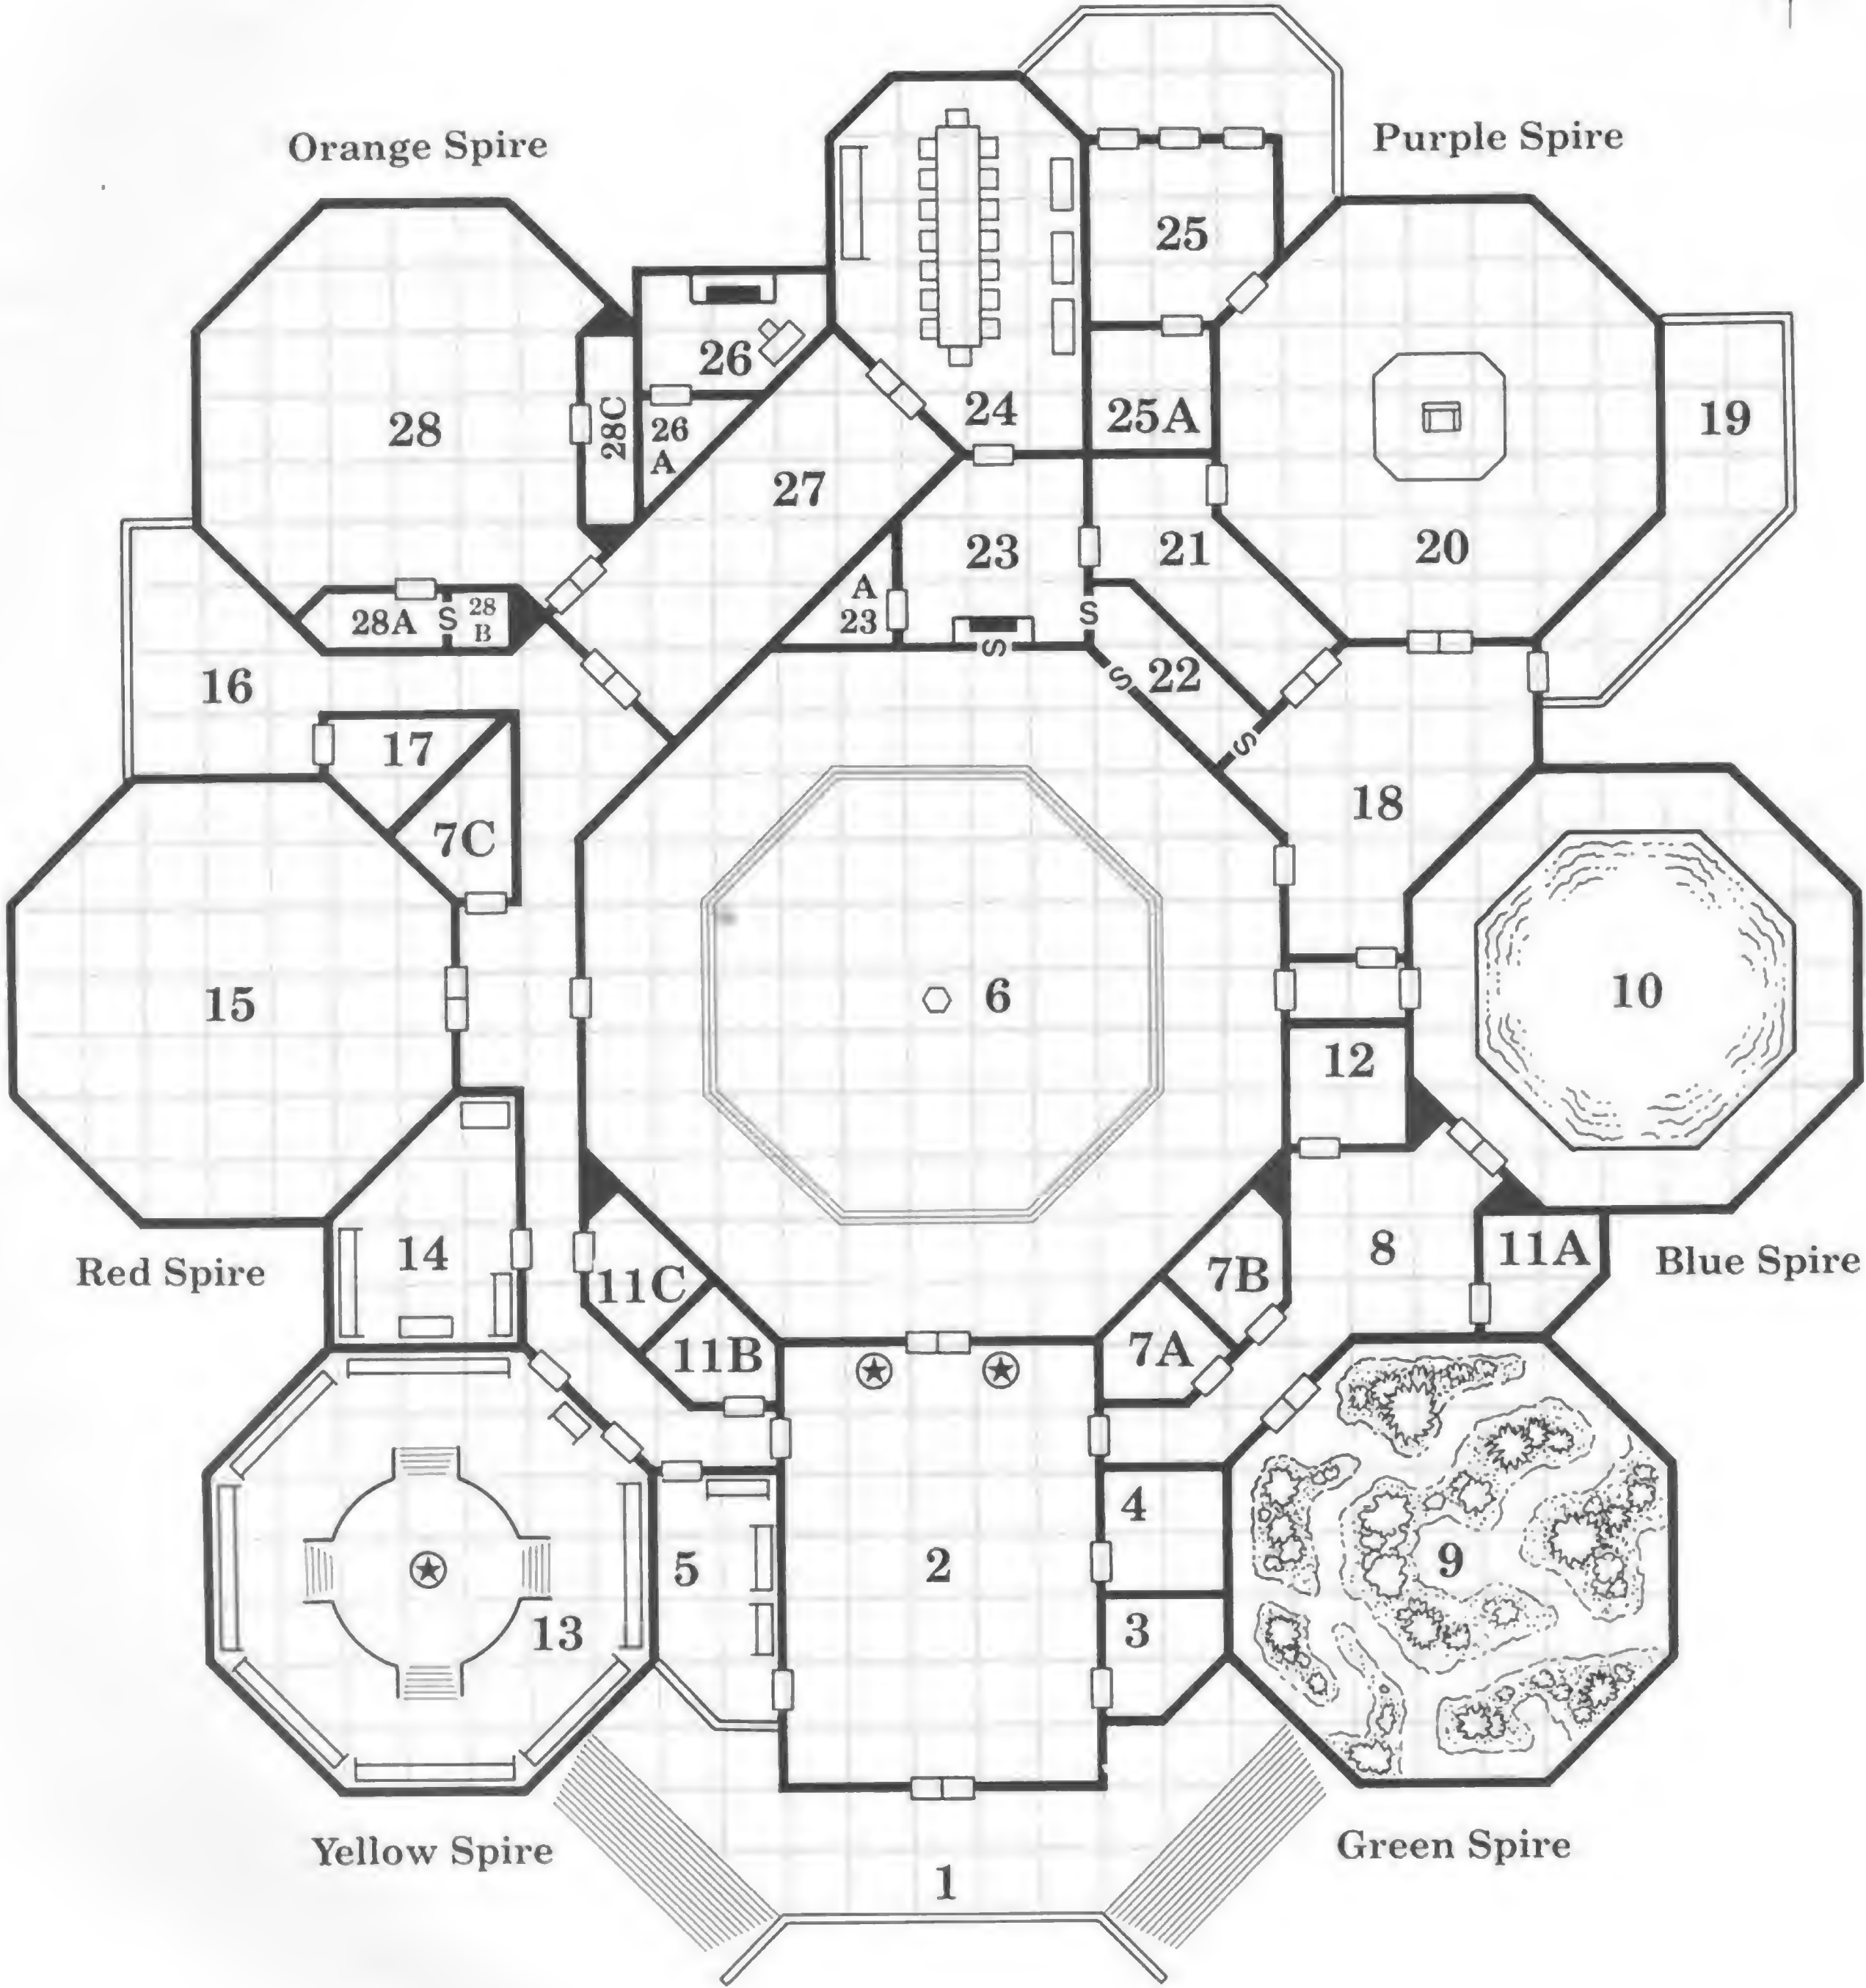 Orange Spire
Purple Spire
25
26
24
25A
19
28
28C
26
A
27
20
23
21
A
23
28A
S
28
B
S
S
S
22
16
17
S
18
7C
15
6
10
12
Red Spire
14
11C
7B
8
11A
Blue Spire
11B
7A
4
5
2
9
13
3
Yellow Spire
Green Spire
1